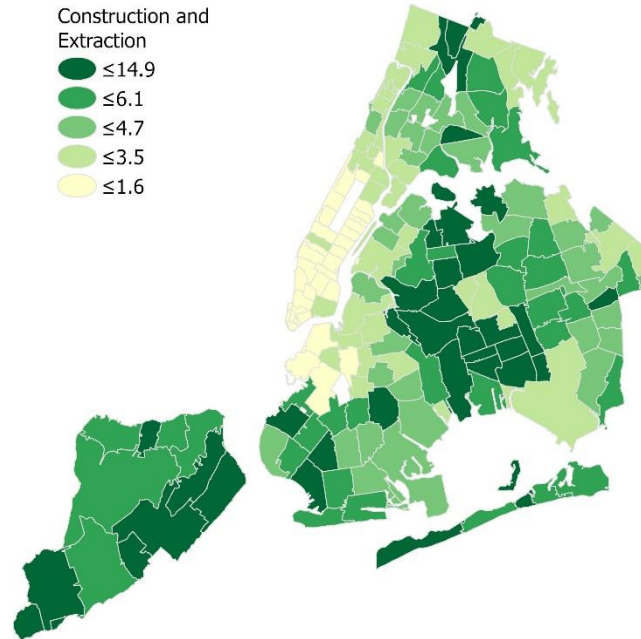 Construction and
Extraction
≤14.9
≤6.1
≤4.7
≤3.5
≤1.6